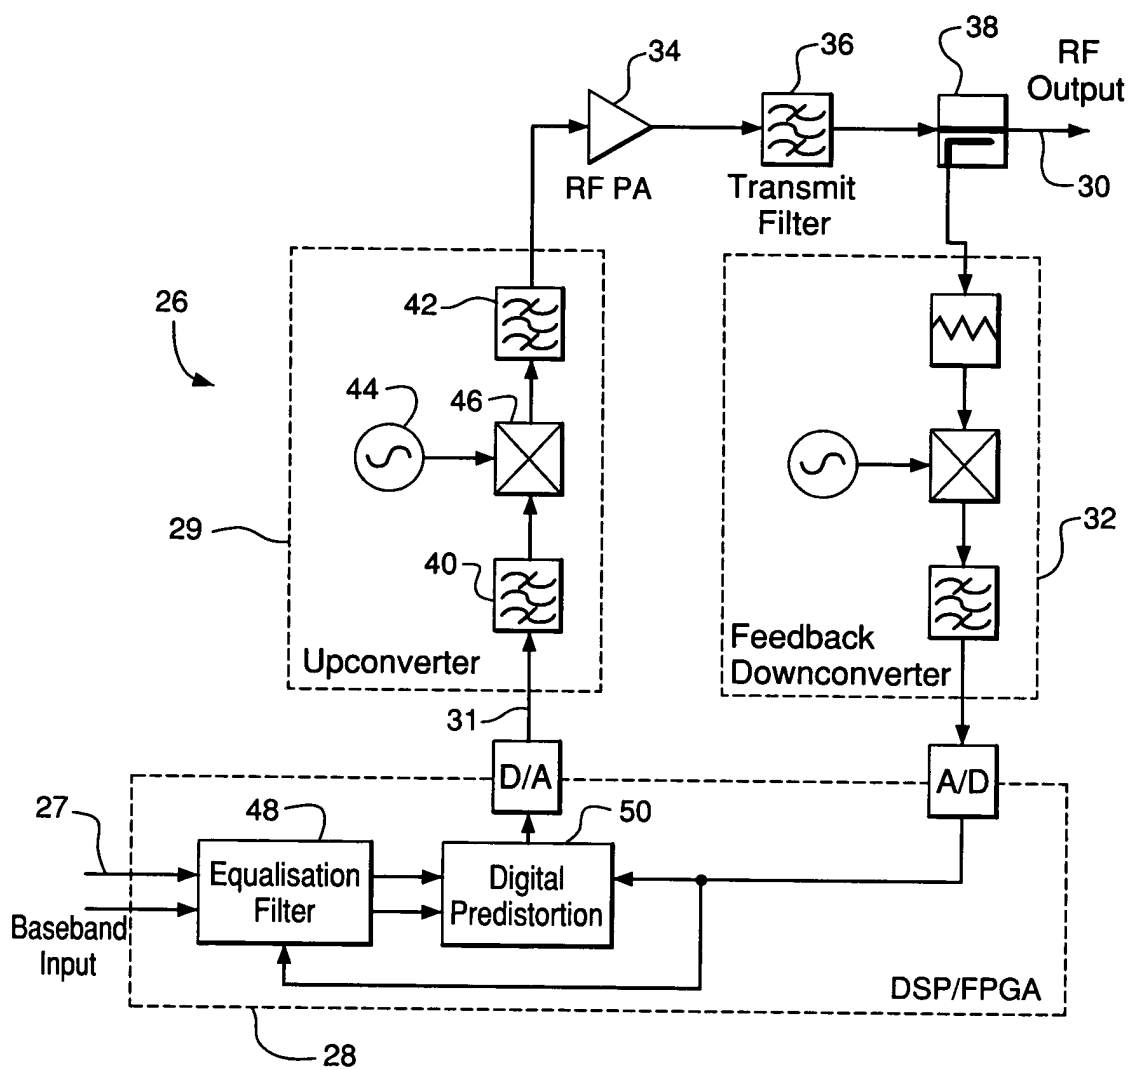 38
34
36
RF
Output
RF PA
Transmit
Filter
30
26
42
44
46
29
32
40
Feedback
Downconverter
Upconverter
31
D/A
A/D
27
48
50
Equalisation
Filter
Digital
Predistortion
Baseband
Input
DSP/FPGA
28